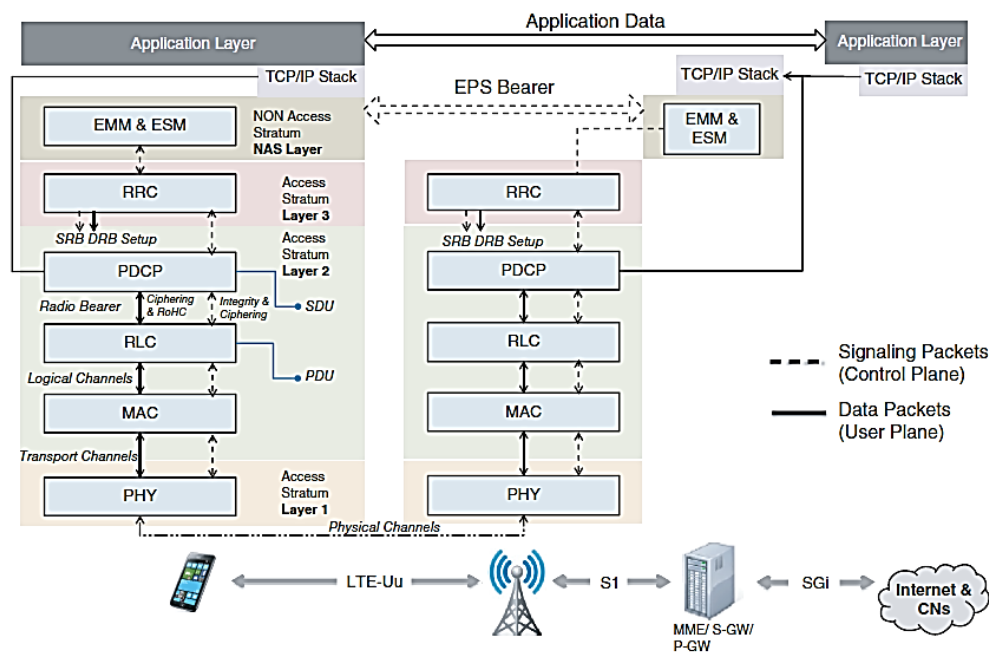 Application Data
Application Layer
Application Layer
TCP/IP Stack
TCP/IP Stack
TCP/IP Stack
EPS Bearer
EMM & ESM
NON Access
Stratum
NAS Layer
EMM &
ESM
RRC
Access
Stratum
Layer 3
RRC
SRB DRB Setup
SRB DRB Setup
Access
Stratum
Layer 2
PDCP
PDCP
Radio Bearer
Ciphering
& RoHC
Integrity &
Ciphering
SDU
RLC
RLC
Logical Channels
PDU
MAC
MAC
Transport Channels
PHY
Access
Stratum
Layer 1
PHY
Physical Channels
Signaling Packets
(Control Plane)
Data Packets
(User Plane)
LTE-Uu
S1
SGi
Internet &
CNs
MME/ S-GW/
P-GW